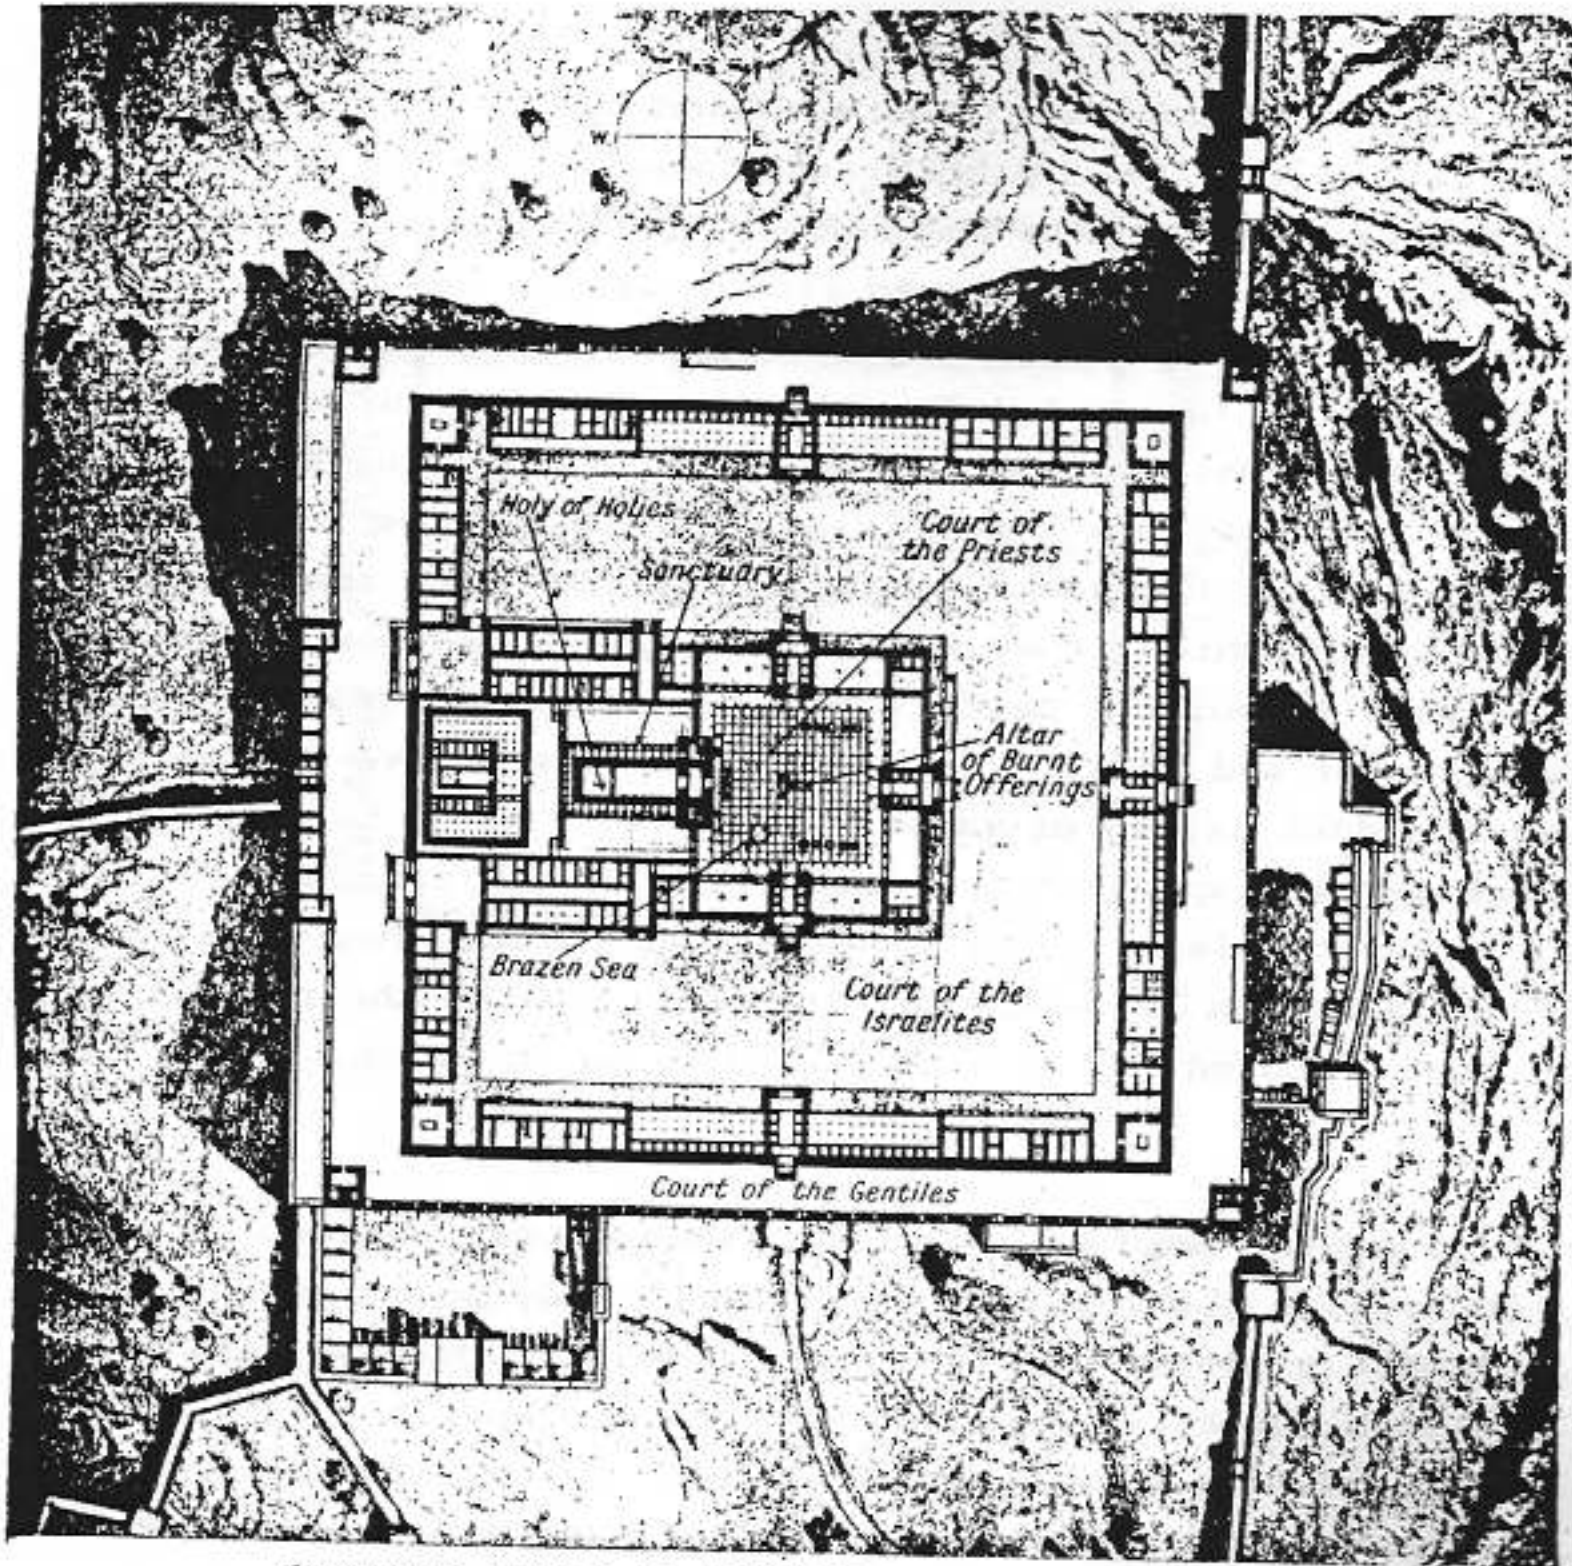 W
S
Holy of Holies
Sanctuary
Court of
the Priests
Altar
of Burnt
Offerings
Brazen Sea
Court of the
Israelites
Court of the Gentiles